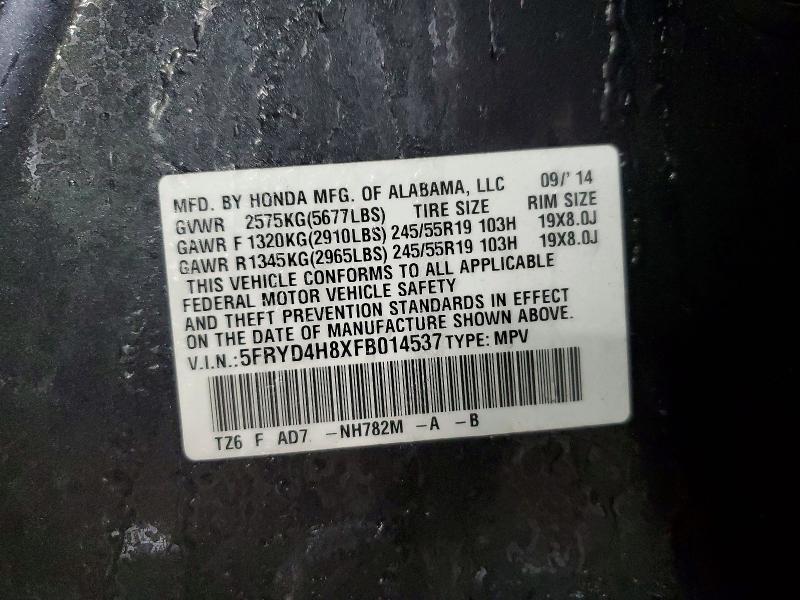 MFD. BY HONDA MFG. OF ALABAMA, LLC 09/'14
GVWR 2575KG(5677LBS) TIRE SIZE RIM SIZE
GAWR F 1320KG(2910LBS) 245/55R19 103H 19X8.0J
GAWR R1345KG(2965LBS) 245/55R19 103H 19X8.0J
THIS VEHICLE CONFORMS TO ALL APPLICABLE
FEDERAL MOTOR VEHICLE SAFETY
AND THEFT PREVENTION STANDARDS IN EFFECT
ON THE DATE OF MANUFACTURE SHOWN ABOVE.
V.I.N.: 5FRYD4H8XFB014537 TYPE: MPV
TZ6 F AD7 -NH782M -A -B